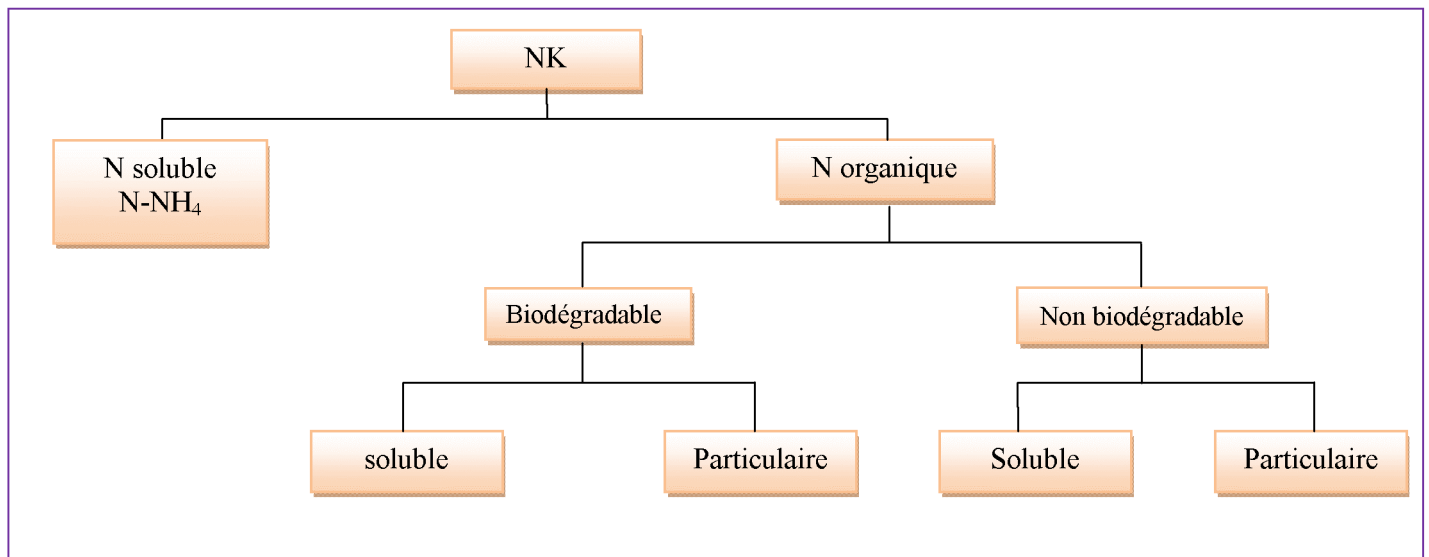 NK
N soluble
N-NH₄
N organique
Biodégradable
Non biodégradable
soluble
Particulaire
Soluble
Particulaire